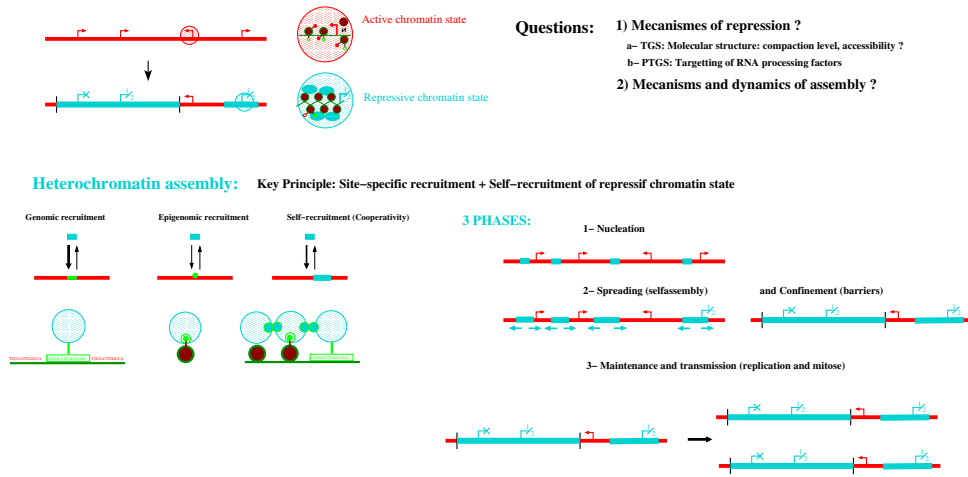 Active chromatin state
Repressive chromatin state
Questions:
1) Mecanismes of repression ?
a− TGS: Molecular structure: compaction level, accessibility ?
b− PTGS: Targetting of RNA processing factors
2) Mechanisms and dynamics of assembly ?
Heterochromatin assembly:
Key Principle: Site−specific recruitment + Self−recruitment of repressif chromatin state
Genomic recruitment
Epigenomic recruitment
Self−recruitment (Cooperativity)
3 PHASES:
1− Nucleation
2− Spreading (selfassembly)
and Confinement (barriers)
3− Maintenance and transmission (replication and mitose)